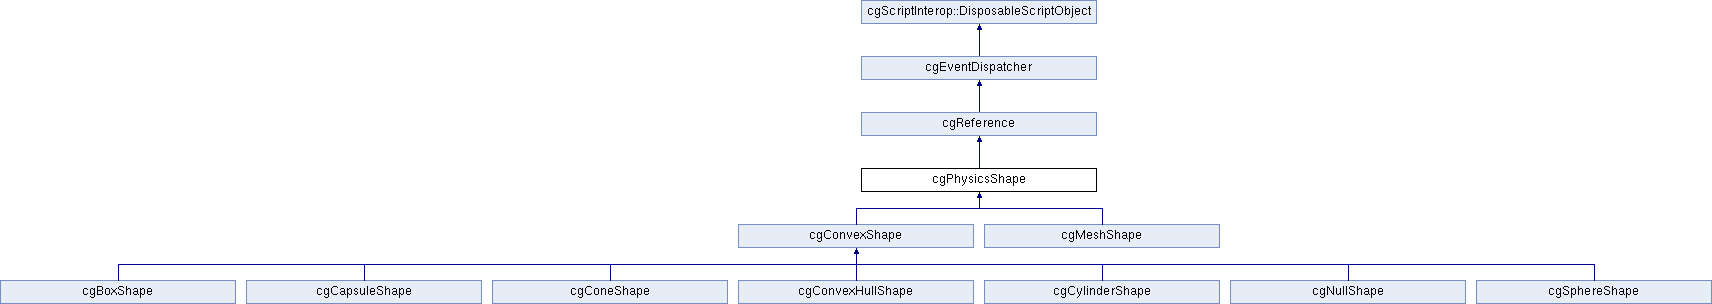 cgScriptInterop::DisposableScriptObject
cgEventDispatcher
cgReference
cgPhysicsShape
cgConvexShape
cgMeshShape
cgBoxShape
cgCapsuleShape
cgConeShape
cgConvexHullShape
cgCylinderShape
cgNullShape
cgSphereShape